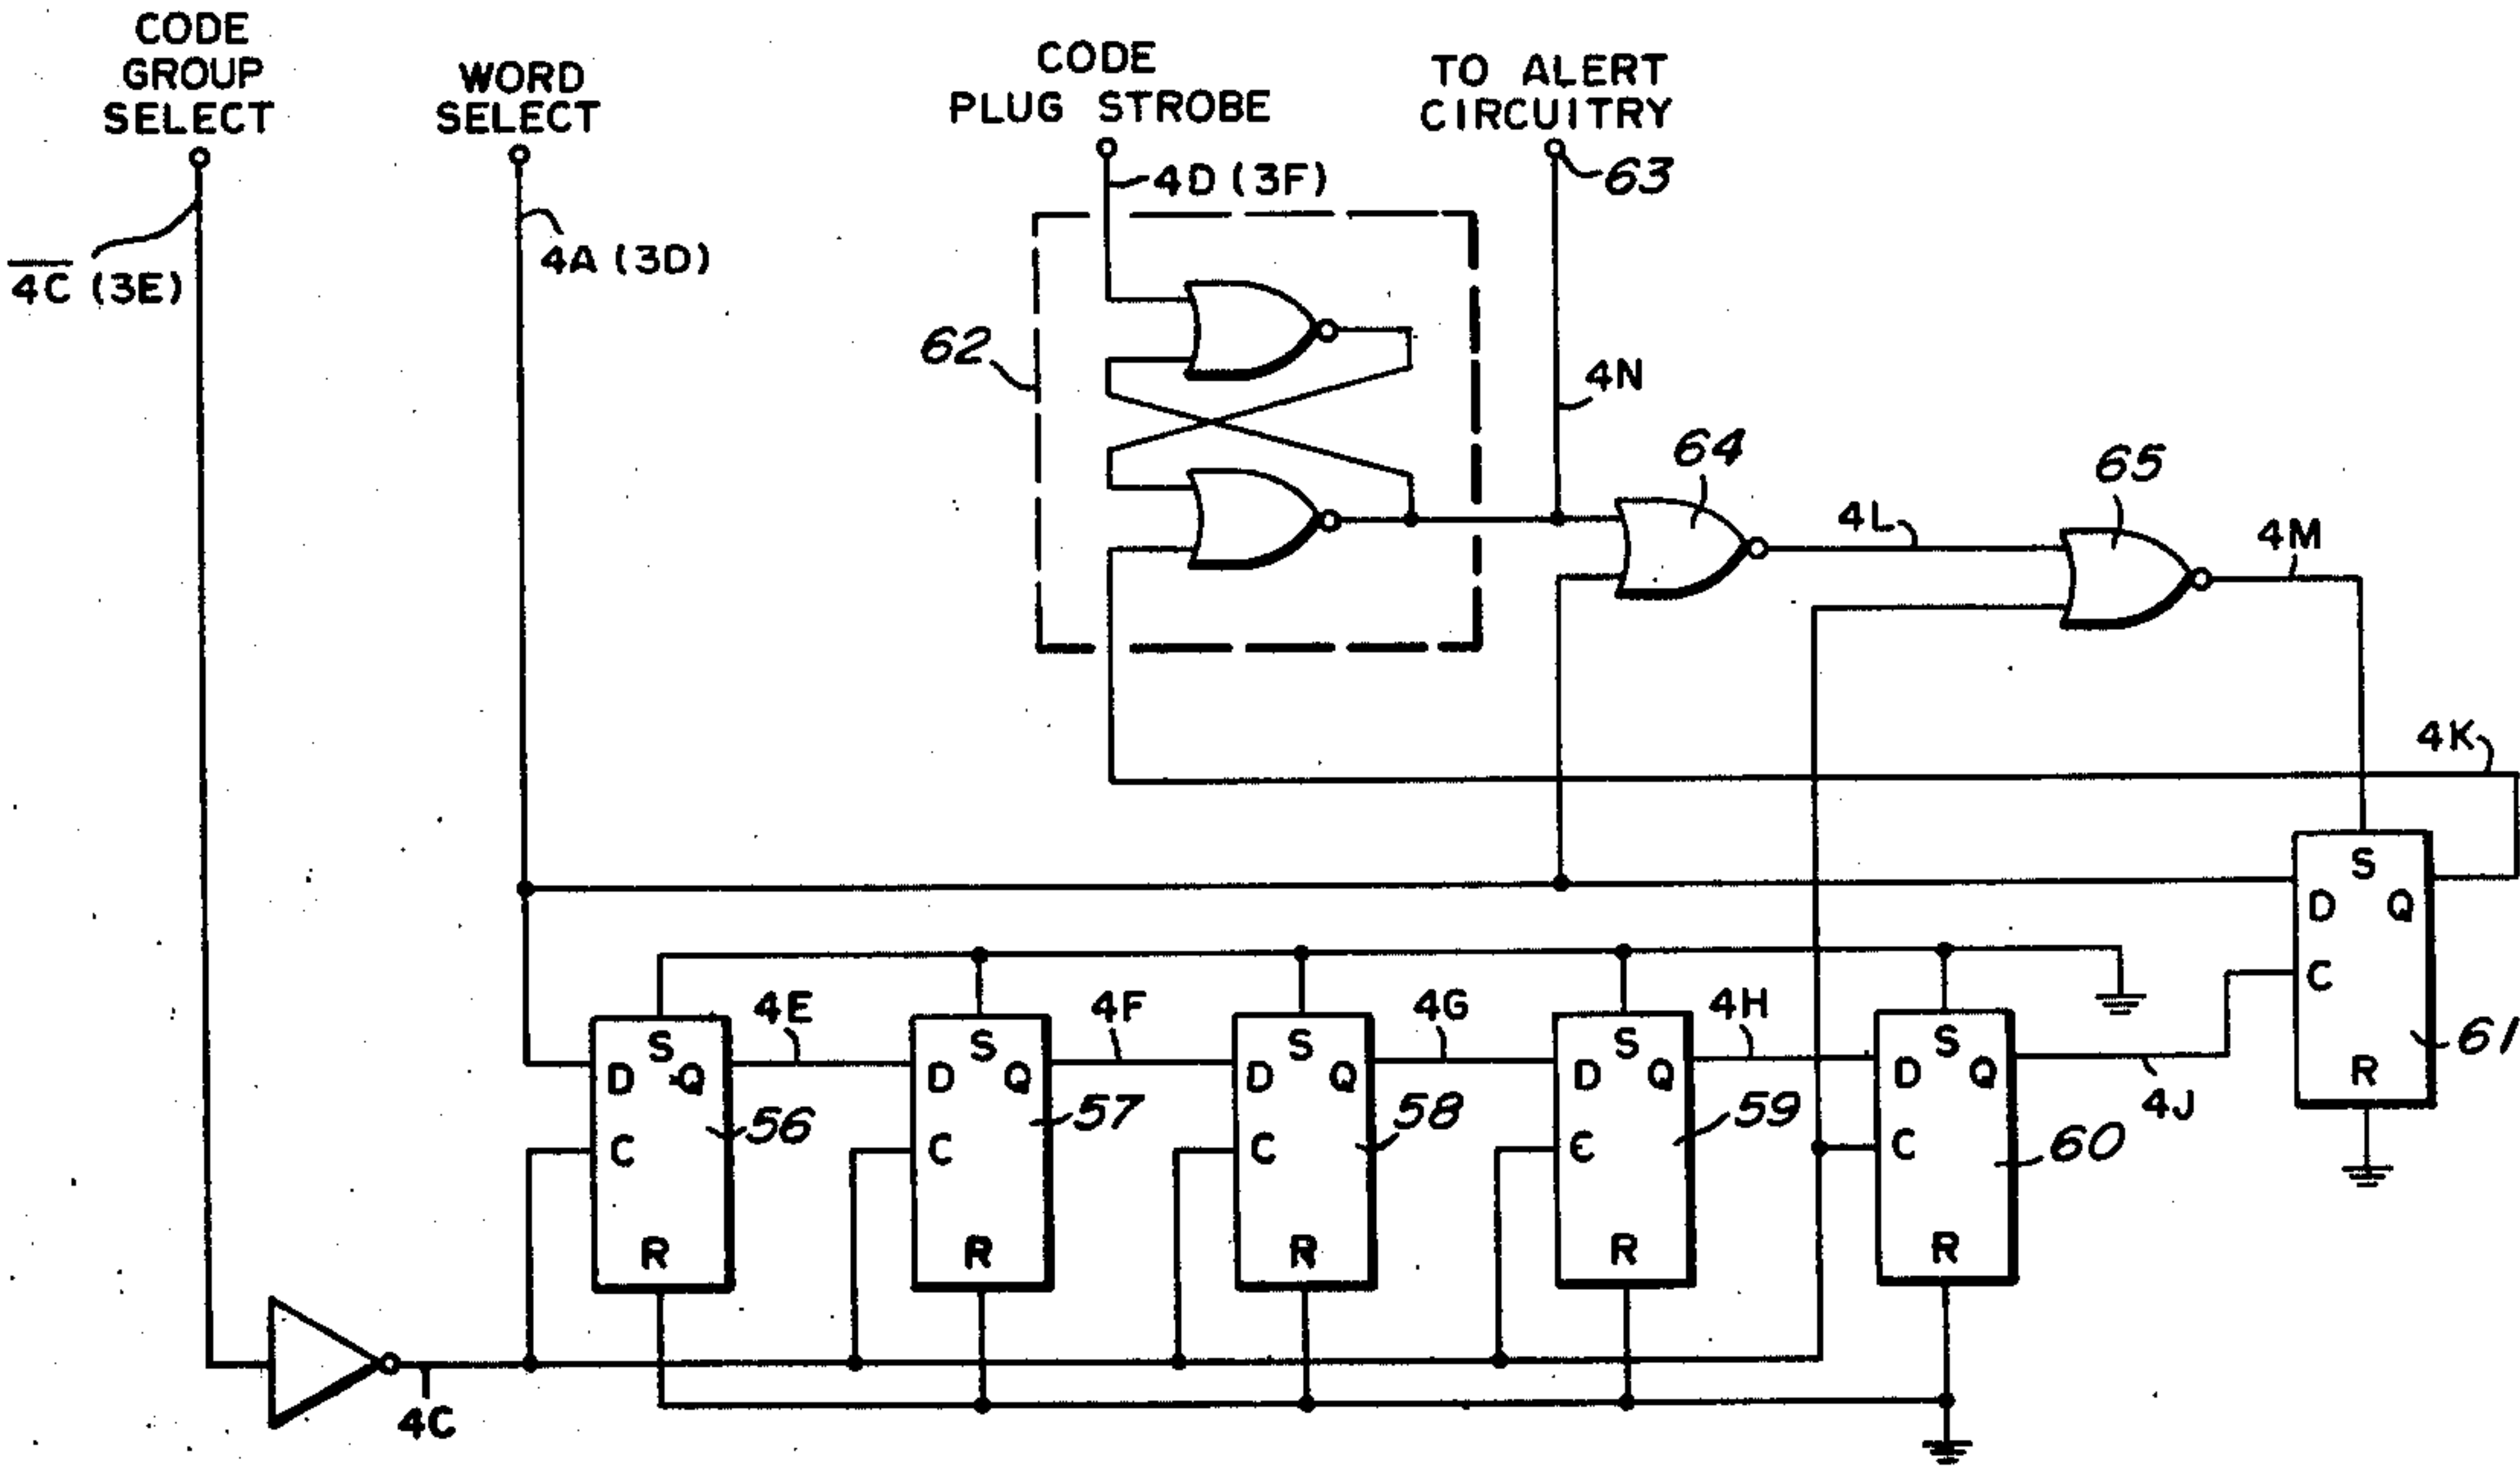 CODE
GROUP
SELECT
WORD
SELECT
CODE
PLUG STROBE
TO ALERT
CIRCUITRY
63
4D (3F)
4A (3D)
4C (3E)
62
4N
64
65
4L
4M
4K
S
D Q
C
R
61
4E
4F
4G
4H
4J
S
D Q
C
R
56
S
D Q
C
R
57
S
D Q
C
R
58
S
D Q
C
R
59
S
D Q
C
R
60
4C